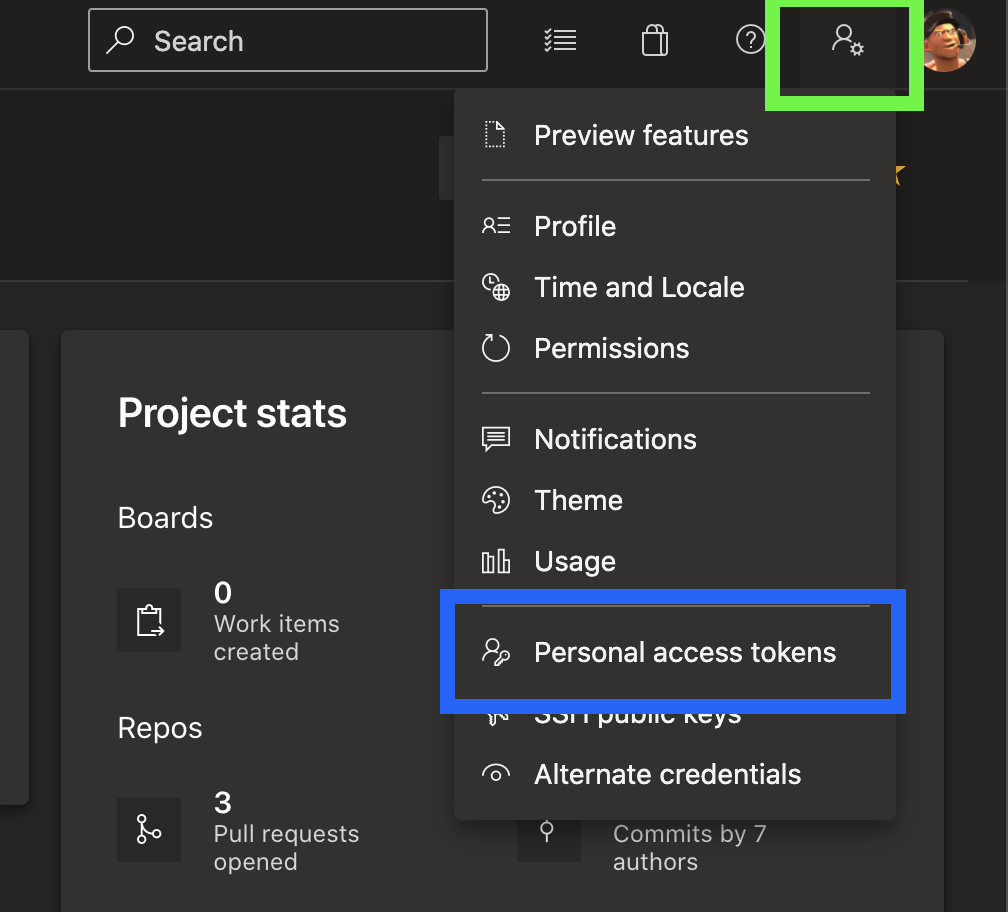 Search
Preview features
Profile
Time and Locale
Permissions
Project stats
Notifications
Theme
Boards
Usage
0
Work items
created
Personal access tokens
SSH public keys
Repos
Alternate credentials
3
Pull requests
opened
Commits by 7
authors